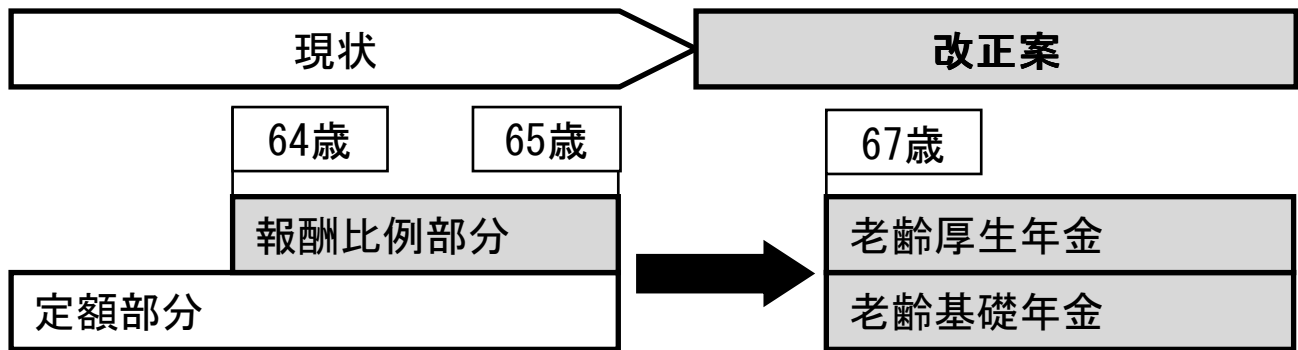 現状
改正案
64歳
65歳
67歳
報酬比例部分
老齢厚生年金
定額部分
老齢基礎年金